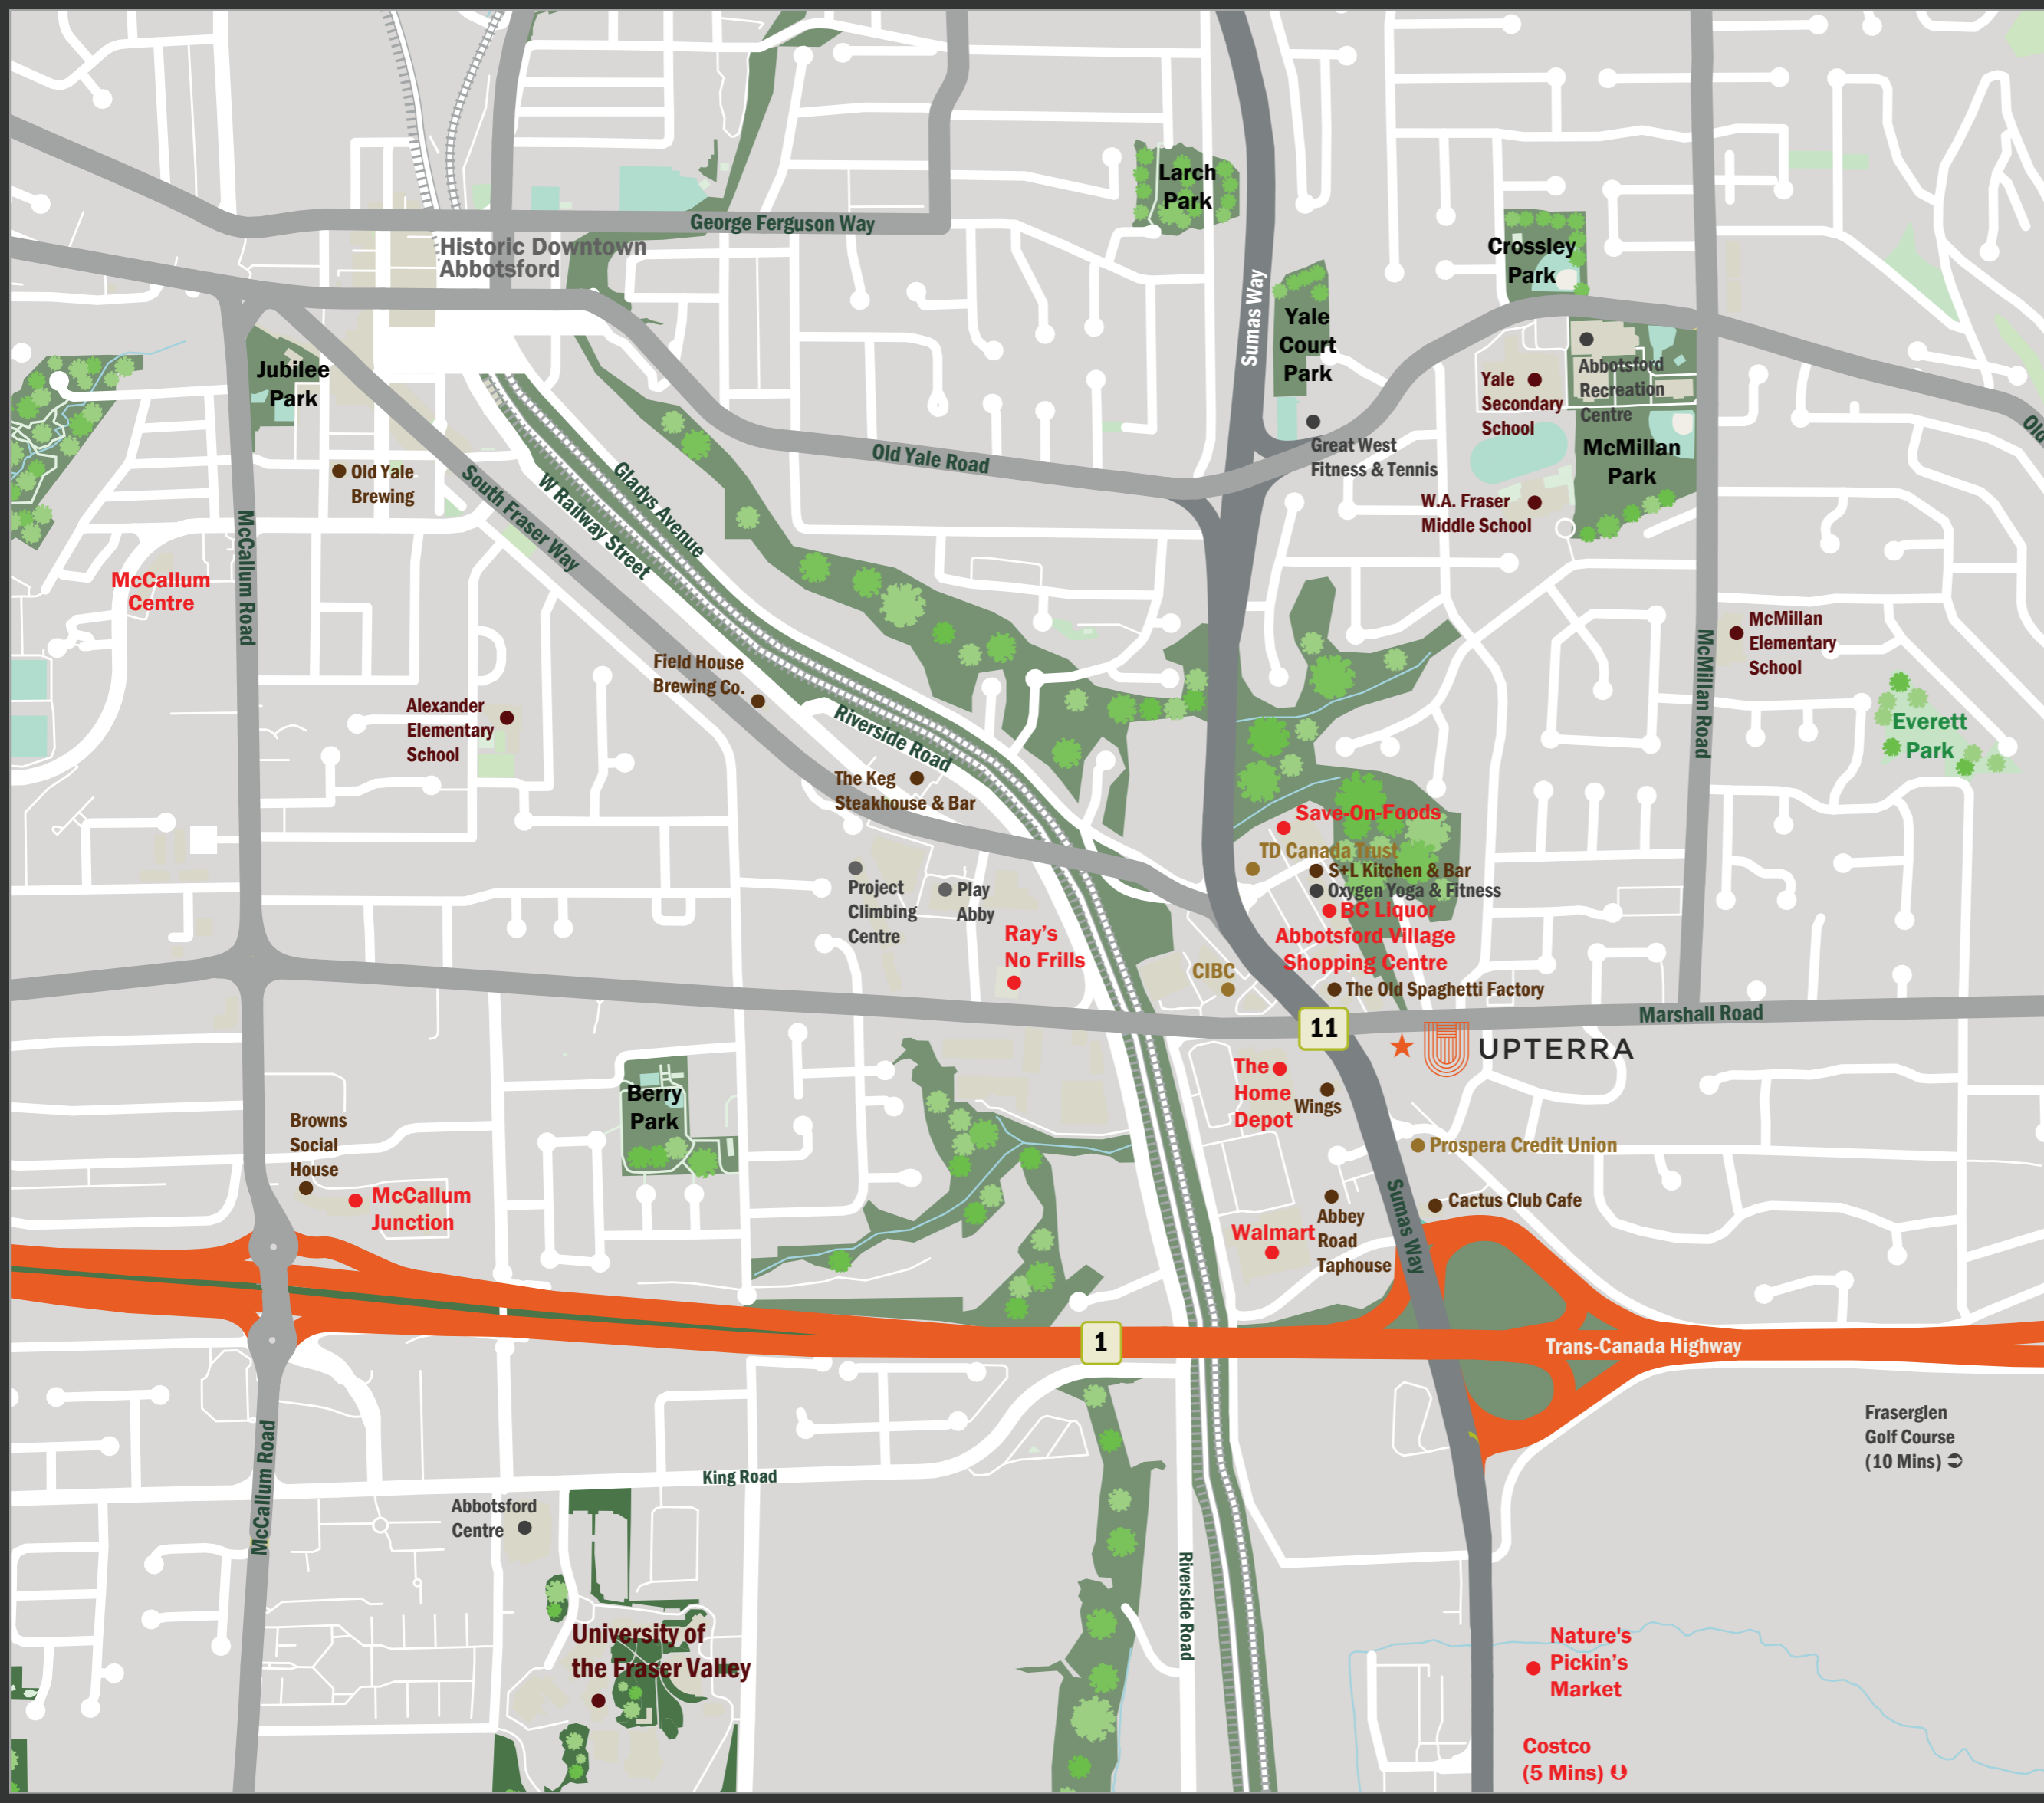 Larch
Park
George Ferguson Way
Historic Downtown
Abbotsford
Crossley
Park
Sumas Way
Yale
Court
Park
Jubilee
Park
Abbotsford
Recreation
Centre
Yale
Secondary
School
Old
Great West
Fitness & Tennis
McMillan
Park
Old Yale Road
Old Yale
Brewing
Gladys Avenue
W Railway Street
South Fraser Way
W.A. Fraser
Middle School
McCallum Road
McCallum
Centre
McMillan
Elementary
School
McMillan Road
Field House
Brewing Co.
Alexander
Elementary
School
Everett
Park
Riverside Road
The Keg
Steakhouse & Bar
Save-On-Foods
TD Canada Trust
S+L Kitchen & Bar
Oxygen Yoga & Fitness
BC Liquor
Abbotsford Village
Shopping Centre
Project
Climbing
Centre
Play
Abby
Ray's
No Frills
CIBC
The Old Spaghetti Factory
11
Marshall Road
UPTERRA
The
Home
Depot
Wings
Berry
Park
Browns
Social
House
McCallum
Junction
Prospera Credit Union
Cactus Club Cafe
Sumas Way
Abbey
Road
Taphouse
Walmart
1
Trans-Canada Highway
Fraserglen
Golf Course
(10 Mins)
McCallum Road
King Road
Abbotsford
Centre
Riverside Road
University of
the Fraser Valley
Nature's
Pickin's
Market
Costco
(5 Mins)